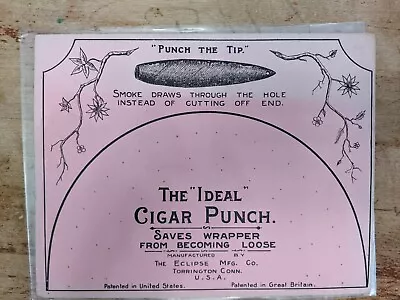 "Punch the Tip."
Smoke draws through the hole
instead of cutting off end.
The "Ideal"
Cigar Punch.
Saves wrapper
from becoming loose
Manufactured by
The Eclipse Mfg. Co.
Torrington Conn.
U.S.A.
Patented in United States. Patented in Great Britain.